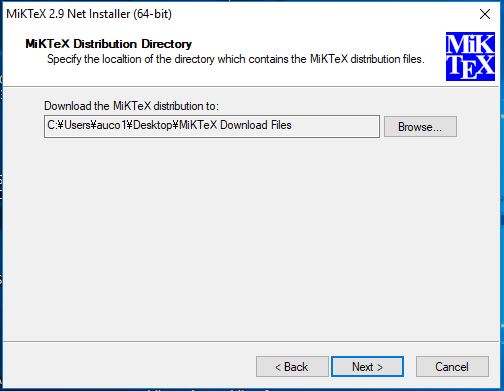 MiKTeX 2.9 Net Installer (64-bit)
MiKTeX Distribution Directory
Specify the localtion of the directory which contains the MiKTeX distribution files.
MiK
TEX
Download the MiKTeX distribution to:
C:¥Users¥auco1¥Desktop¥MiKTeX Download Files
Browse...
< Back
Next >
Cancel